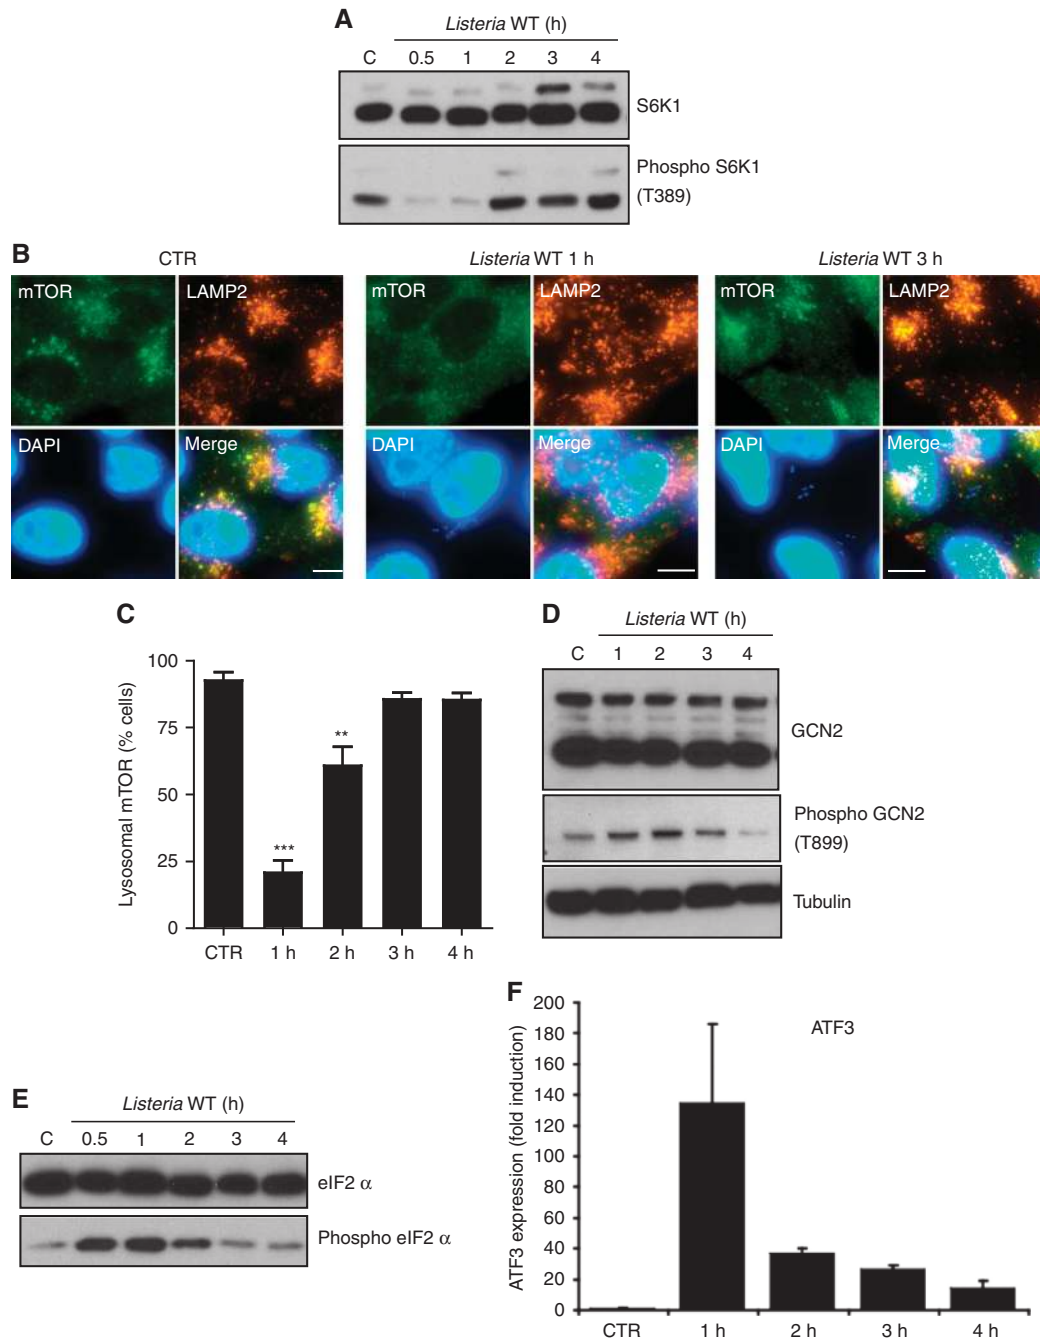 A
Listeria WT (h)
C 0.5 1 2 3 4
S6K1
Phospho S6K1
(T389)
B
CTR
Listeria WT 1 h
Listeria WT 3 h
mTOR LAMP2 mTOR LAMP2 mTOR LAMP2
DAPI Merge DAPI Merge DAPI Merge
C
Lysosomal mTOR (% cells)
100
75
50
25
0
***
**
CTR 1 h 2 h 3 h 4 h
D
Listeria WT (h)
C 1 2 3 4
GCN2
Phospho GCN2
(T899)
Tubulin
E
Listeria WT (h)
C 0.5 1 2 3 4
eIF2 α
Phospho eIF2 α
F
ATF3
ATF3 expression (fold induction)
200
180
160
140
120
100
80
60
40
20
0
CTR 1 h 2 h 3 h 4 h